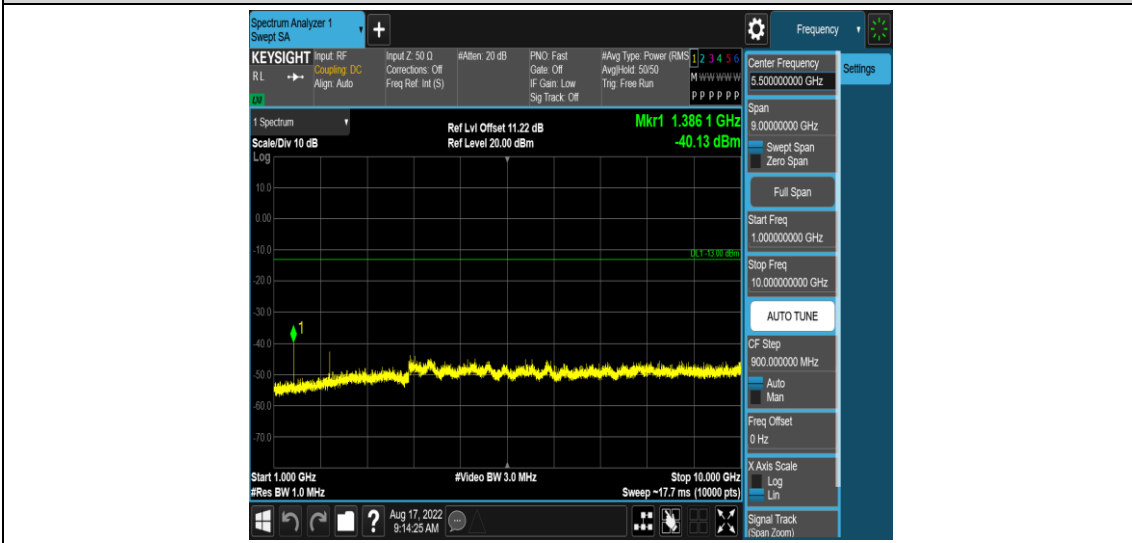 Spectrum Analyzer 1
Swept SA
+
Frequency
KEYSIGHT
RL
LXI
Input: RF
Coupling: DC
Align: Auto
Input Z: 50 Ω
Corrections: Off
Freq Ref: Int (S)
#Atten: 20 dB
PNO: Fast
Gate: Off
IF Gain: Low
Sig Track: Off
#Avg Type: Power (RMS
Avg|Hold: 50/50
Trig: Free Run
1 2 3 4 5 6
M W W W W W
P P P P P P
1 Spectrum
Scale/Div 10 dB
Ref Lvl Offset 11.22 dB
Ref Level 20.00 dBm
Mkr1 1.386 1 GHz
-40.13 dBm
Log
10.0
0.00
-10.0
DL1 -13.00 dBm
-20.0
-30.0
1
-40.0
-50.0
-60.0
-70.0
Start 1.000 GHz
#Video BW 3.0 MHz
Stop 10.000 GHz
#Res BW 1.0 MHz
Sweep ~17.7 ms (10000 pts)
?
Aug 17, 2022
9:14:25 AM
Center Frequency
5.500000000 GHz
Settings
Span
9.00000000 GHz
Swept Span
Zero Span
Full Span
Start Freq
1.000000000 GHz
Stop Freq
10.000000000 GHz
AUTO TUNE
CF Step
900.000000 MHz
Auto
Man
Freq Offset
0 Hz
X Axis Scale
Log
Lin
Signal Track
(Span Zoom)